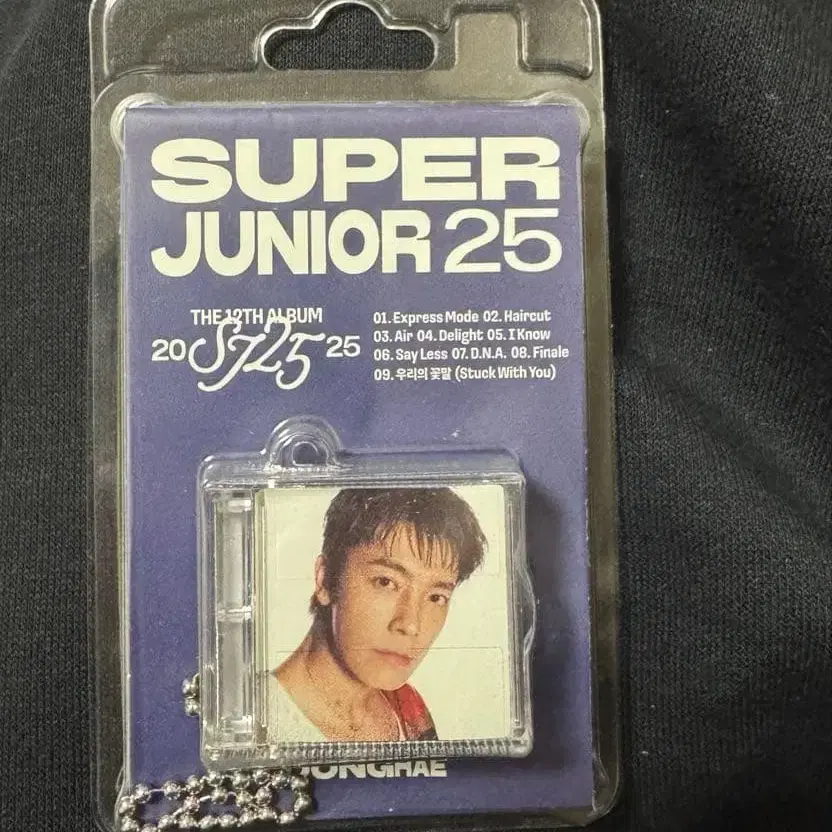 SUPER
JUNIOR 25
THE 12TH ALBUM
20 SJ25 25
01. Express Mode 02. Haircut
03. Air 04. Delight 05. I Know
06. Say Less 07. D.N.A. 08. Finale
09. 우리의 꽃말 (Stuck With You)
DONGHAE